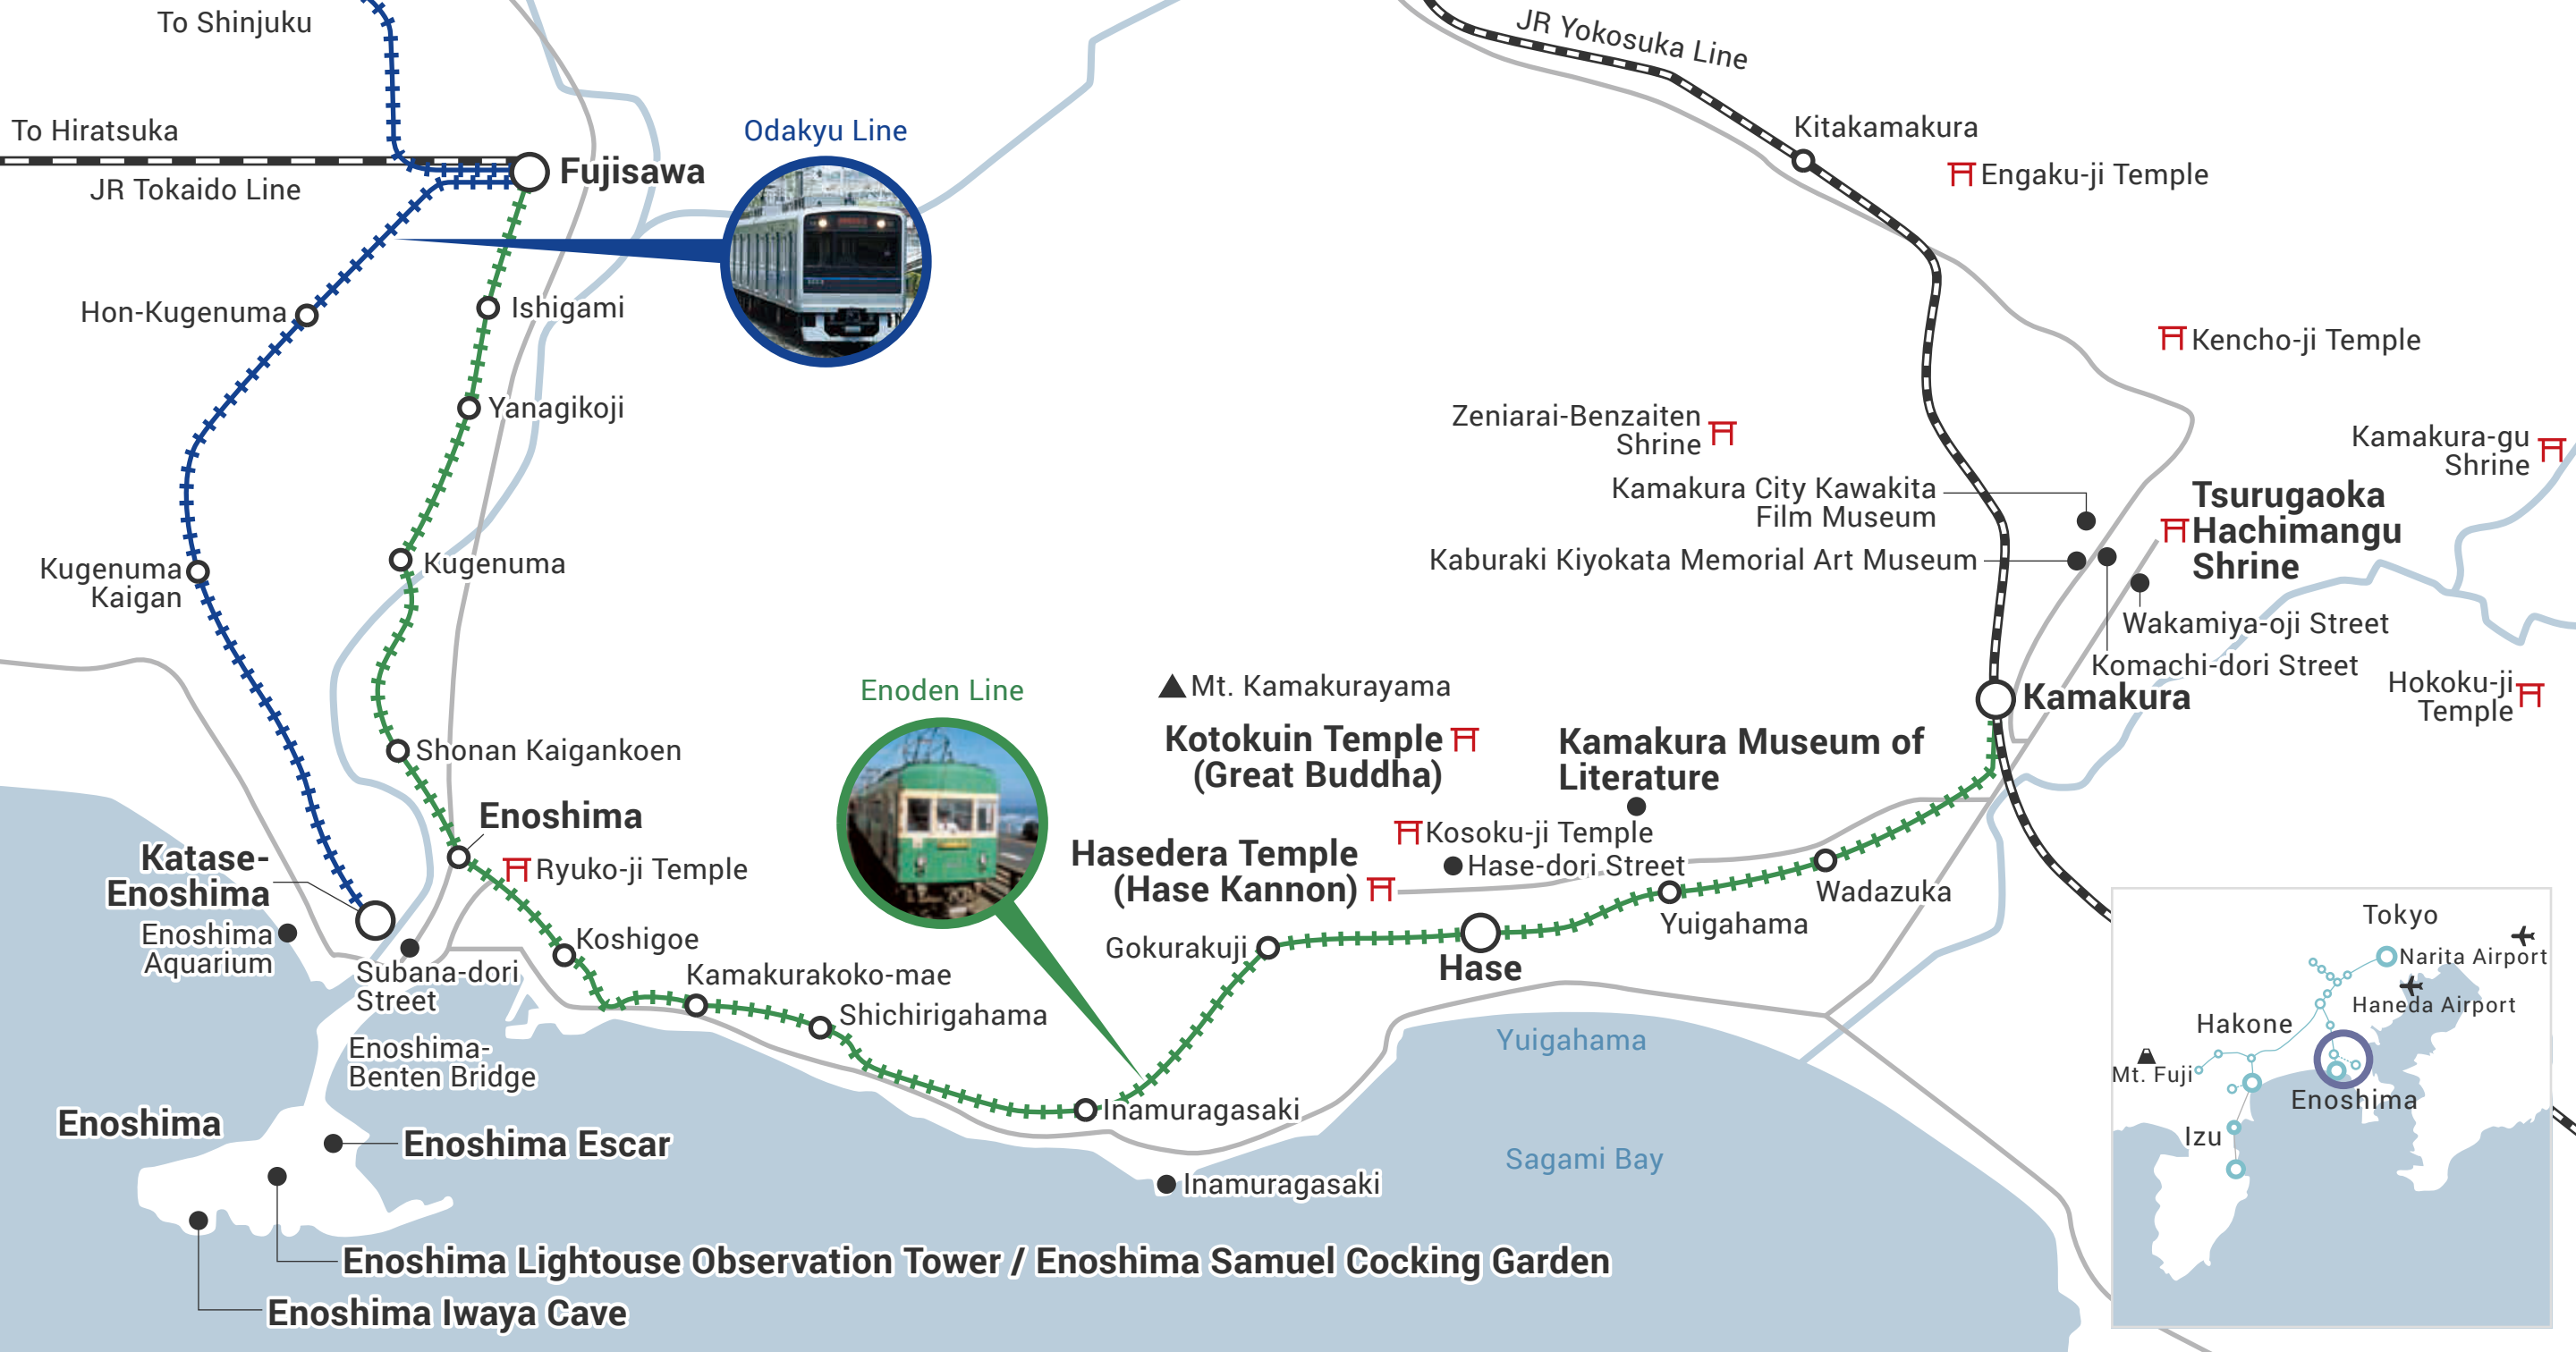 To Shinjuku
JR Yokosuka Line
To Hiratsuka
Odakyu Line
Kitakamakura
Fujisawa
Engaku-ji Temple
JR Tokaido Line
Hon-Kugenuma
Ishigami
Kencho-ji Temple
Yanagikoji
Zeniarai-Benzaiten
Shrine
Kamakura-gu
Shrine
Kamakura City Kawakita
Film Museum
Tsurugaoka
Hachimangu
Shrine
Kaburaki Kiyokata Memorial Art Museum
Kugenuma
Kugenuma
Kaigan
Wakamiya-oji Street
Komachi-dori Street
Hokoku-ji
Temple
Enoden Line
Mt. Kamakurayama
Kamakura
Kotokuin Temple
(Great Buddha)
Kamakura Museum of
Literature
Shonan Kaigankoen
Enoshima
Kosoku-ji Temple
Hase-dori Street
Hasedera Temple
(Hase Kannon)
Katase-
Enoshima
Ryuko-ji Temple
Wadazuka
Yuigahama
Enoshima
Aquarium
Koshigoe
Gokurakuji
Hase
Subana-dori
Street
Kamakurakoko-mae
Shichirigahama
Enoshima-
Benten Bridge
Yuigahama
Inamuragasaki
Enoshima
Enoshima Escar
Sagami Bay
Inamuragasaki
Enoshima Lightouse Observation Tower / Enoshima Samuel Cocking Garden
Enoshima Iwaya Cave
Tokyo
Narita Airport
Haneda Airport
Hakone
Mt. Fuji
Enoshima
Izu